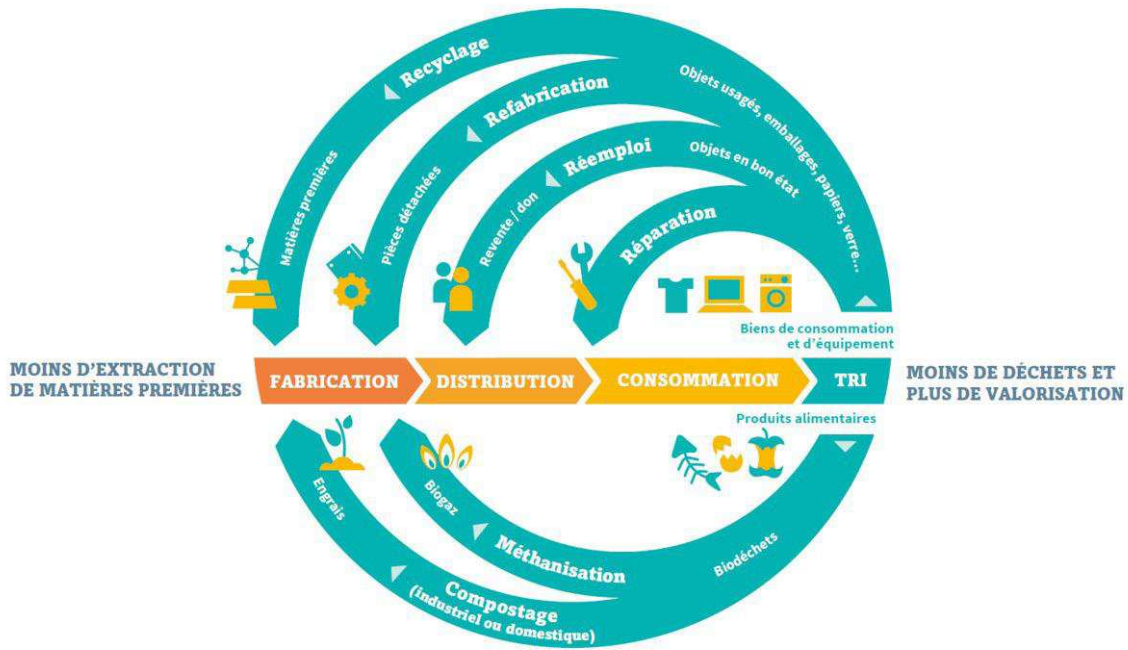 Recyclage
Matières premières
Refabrication
Pièces détachées
Objets usagés, emballages, papiers, verre...
Réemploi
Revente / don
Objets en bon état
Réparation
Biens de consommation
et d'équipement
MOINS D'EXTRACTION
DE MATIÈRES PREMIÈRES
FABRICATION
DISTRIBUTION
CONSOMMATION
TRI
MOINS DE DÉCHETS ET
PLUS DE VALORISATION
Produits alimentaires
Engrais
Biogaz
Méthanisation
Biodéchets
Compostage
(industriel ou domestique)